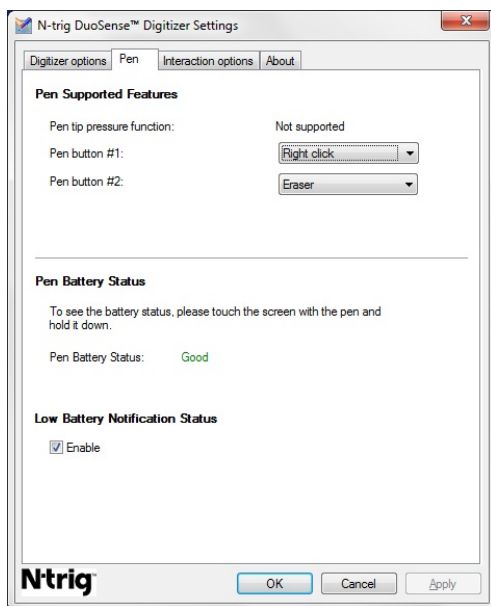 N-trig DuoSense™ Digitizer Settings
Digitizer options Pen Interaction options About
Pen Supported Features
Pen tip pressure function: Not supported
Pen button #1: Right click
Pen button #2: Eraser
Pen Battery Status
To see the battery status, please touch the screen with the pen and
hold it down.
Pen Battery Status: Good
Low Battery Notification Status
Enable
N-trig
OK Cancel Apply